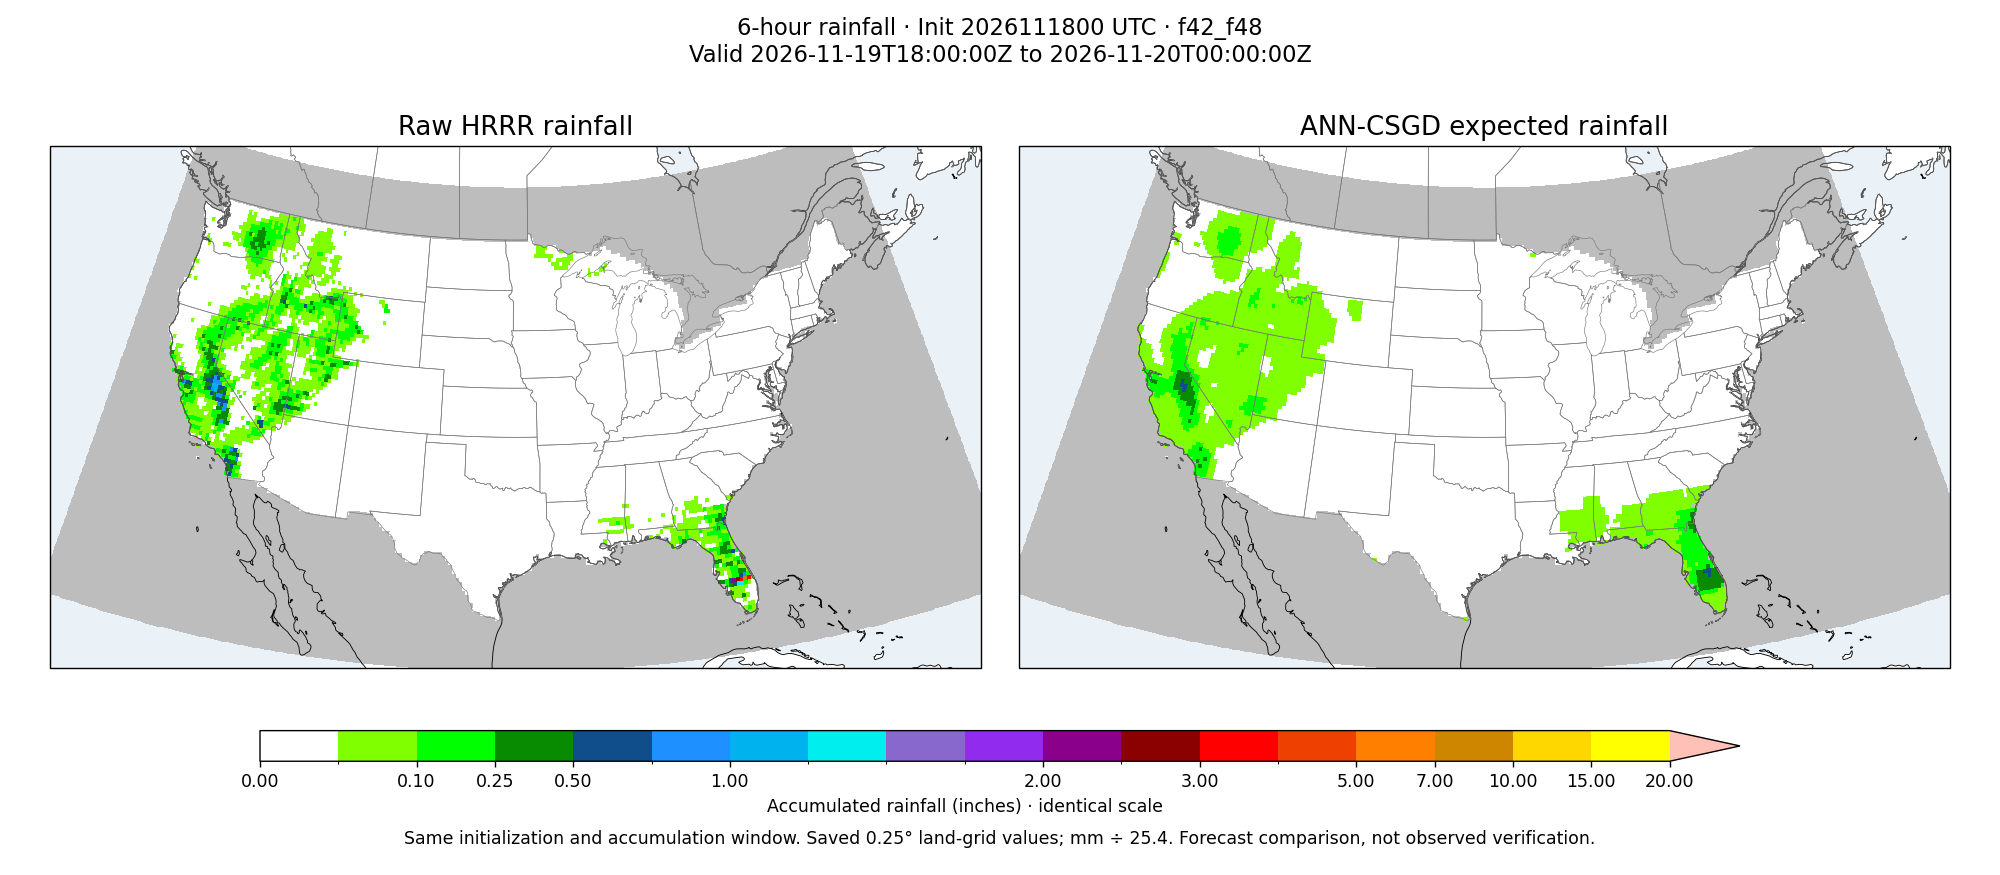 6-hour rainfall · Init 2026111800 UTC · f42_f48
Valid 2026-11-19T18:00:00Z to 2026-11-20T00:00:00Z
Raw HRRR rainfall
ANN-CSGD expected rainfall
0.00 0.10 0.25 0.50 1.00 2.00 3.00 5.00 7.00 10.00 15.00 20.00
Accumulated rainfall (inches) · identical scale
Same initialization and accumulation window. Saved 0.25° land-grid values; mm ÷ 25.4. Forecast comparison, not observed verification.